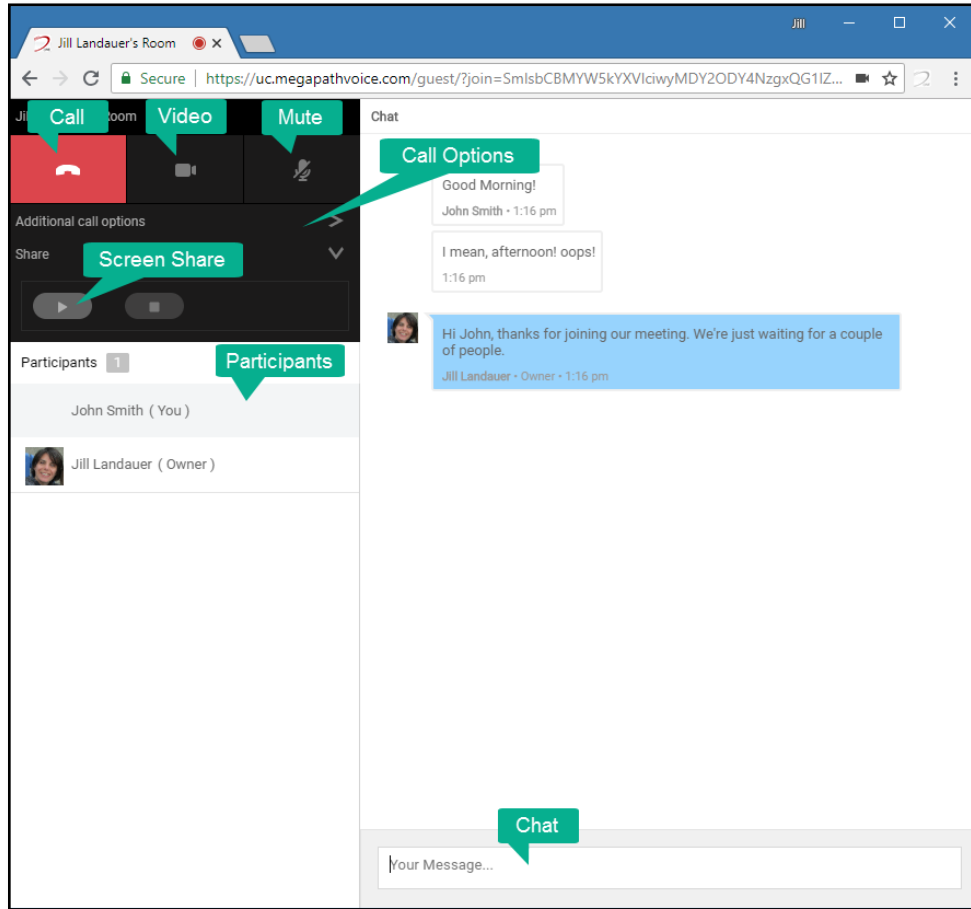 Jill
Jill Landauer's Room
Secure | https://uc.megapathvoice.com/guest/?join=SmlsbCBMYW5kYXVlciwyMDY2ODY4NzgxQG1lZ...
Call
Room
Video
Mute
Additional call options
Call Options
Share
Screen Share
Participants 1
Participants
John Smith ( You )
Jill Landauer ( Owner )
Chat
Good Morning!
John Smith • 1:16 pm
I mean, afternoon! oops!
1:16 pm
Hi John, thanks for joining our meeting. We're just waiting for a couple
of people.
Jill Landauer • Owner • 1:16 pm
Chat
Your Message...